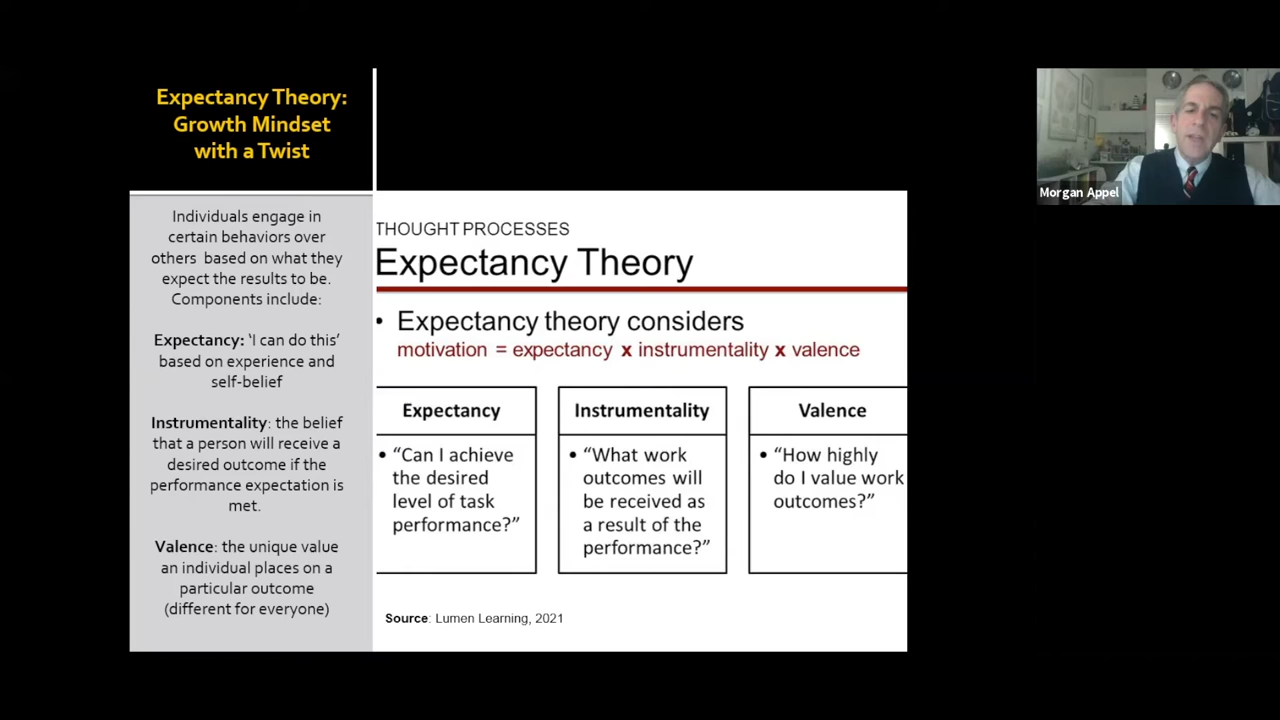 Expectancy Theory:
Growth Mindset
with a Twist
Individuals engage in
certain behaviors over
others based on what they
expect the results to be.
Components include:
Expectancy: ‘I can do this’
based on experience and
self-belief
Instrumentality: the belief
that a person will receive a
desired outcome if the
performance expectation is
met.
Valence: the unique value
an individual places on a
particular outcome
(different for everyone)
THOUGHT PROCESSES
Expectancy Theory
• Expectancy theory considers
motivation = expectancy x instrumentality x valence
Expectancy
• “Can I achieve
the desired
level of task
performance?”
Instrumentality
• “What work
outcomes will
be received as
a result of the
performance?”
Valence
• “How highly
do I value work
outcomes?”
Source: Lumen Learning, 2021
Morgan Appel